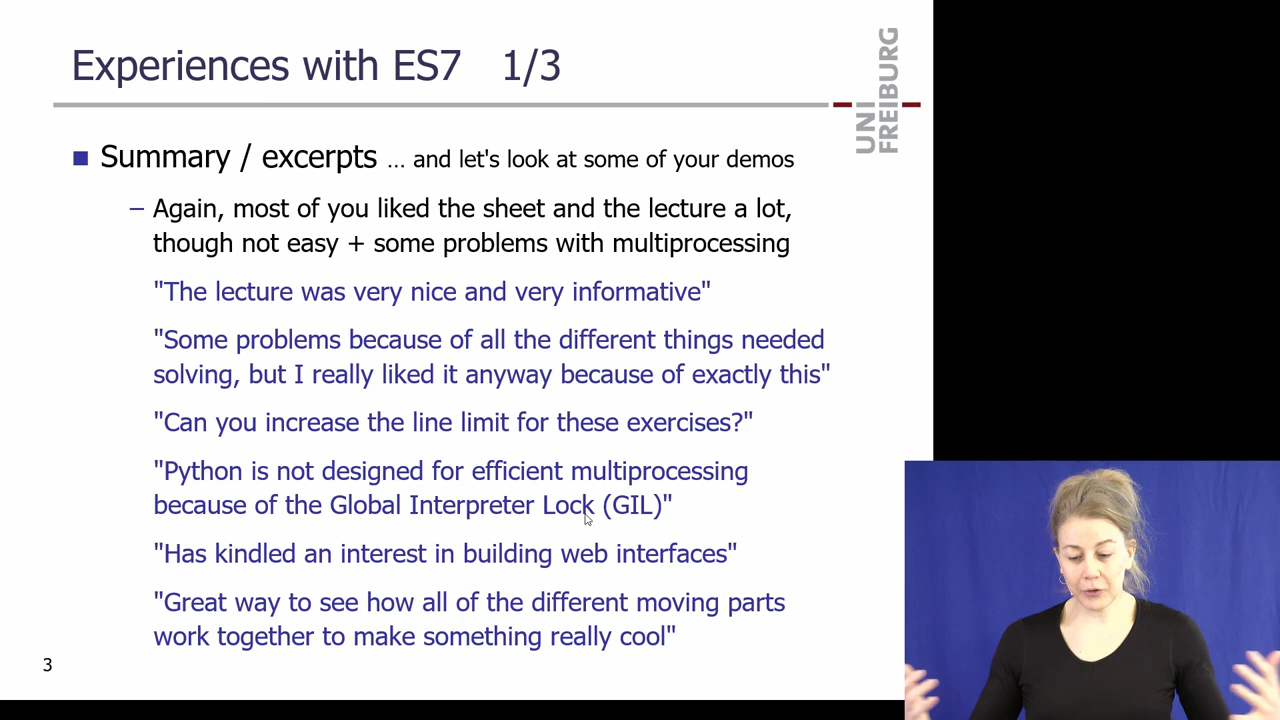 Experiences with ES7 1/3
UNI
FREIBURG
Summary / excerpts … and let's look at some of your demos
– Again, most of you liked the sheet and the lecture a lot,
though not easy + some problems with multiprocessing
"The lecture was very nice and very informative"
"Some problems because of all the different things needed
solving, but I really liked it anyway because of exactly this"
"Can you increase the line limit for these exercises?"
"Python is not designed for efficient multiprocessing
because of the Global Interpreter Lock (GIL)"
"Has kindled an interest in building web interfaces"
"Great way to see how all of the different moving parts
work together to make something really cool"
3